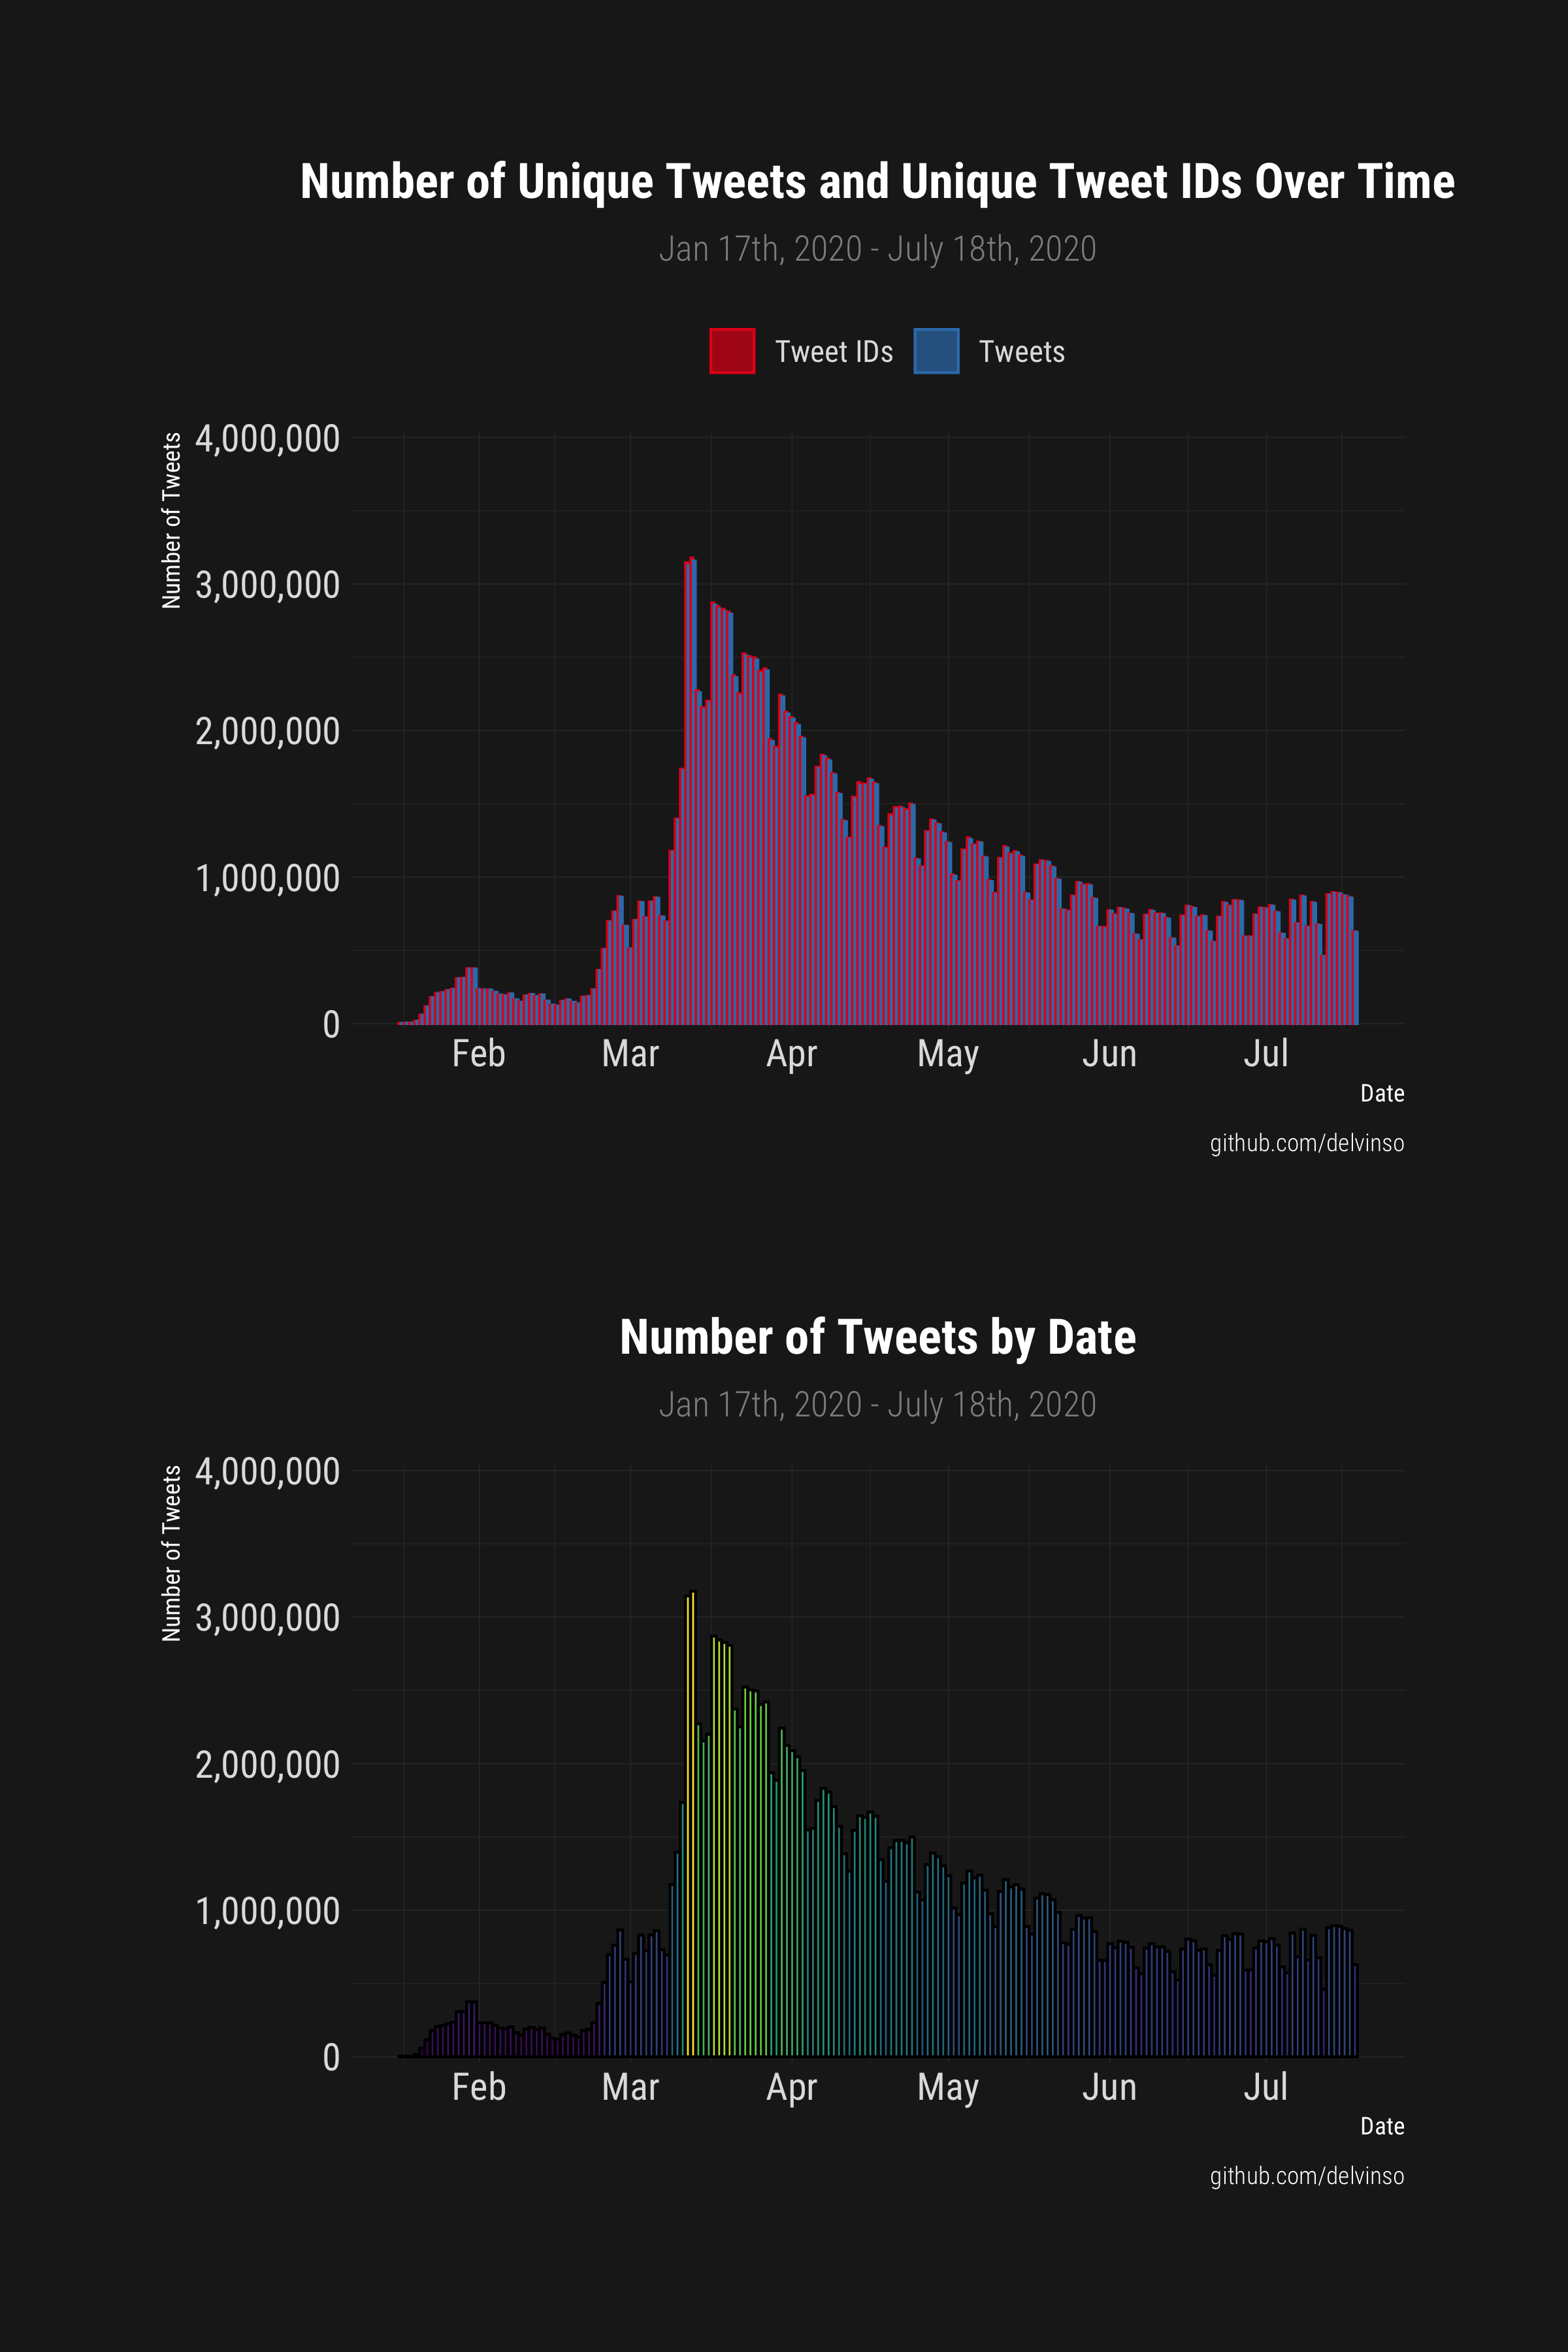 Number of Unique Tweets and Unique Tweet IDs Over Time
Jan 17th, 2020 - July 18th, 2020
Tweet IDs Tweets
Number of Tweets
4,000,000
3,000,000
2,000,000
1,000,000
0
Feb Mar Apr May Jun Jul
Date
github.com/delvinso
Number of Tweets by Date
Jan 17th, 2020 - July 18th, 2020
Number of Tweets
4,000,000
3,000,000
2,000,000
1,000,000
0
Feb Mar Apr May Jun Jul
Date
github.com/delvinso